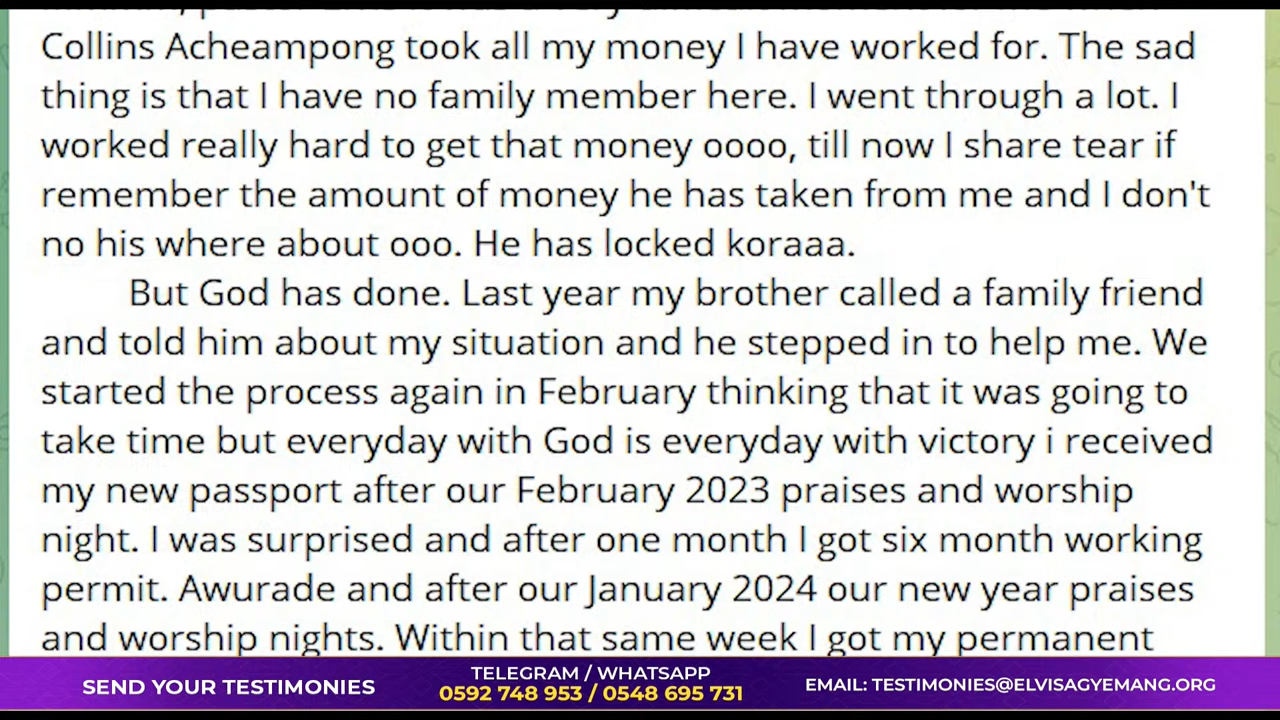 Collins Acheampong took all my money I have worked for. The sad
thing is that I have no family member here. I went through a lot. I
worked really hard to get that money oooo, till now I share tear if
remember the amount of money he has taken from me and I don't
no his where about ooo. He has locked koraaa.
But God has done. Last year my brother called a family friend
and told him about my situation and he stepped in to help me. We
started the process again in February thinking that it was going to
take time but everyday with God is everyday with victory i received
my new passport after our February 2023 praises and worship
night. I was surprised and after one month I got six month working
permit. Awurade and after our January 2024 our new year praises
and worship nights. Within that same week I got my permanent
SEND YOUR TESTIMONIES
TELEGRAM / WHATSAPP
0592 748 953 / 0548 695 731
EMAIL: TESTIMONIES@ELVISAGYEMANG.ORG